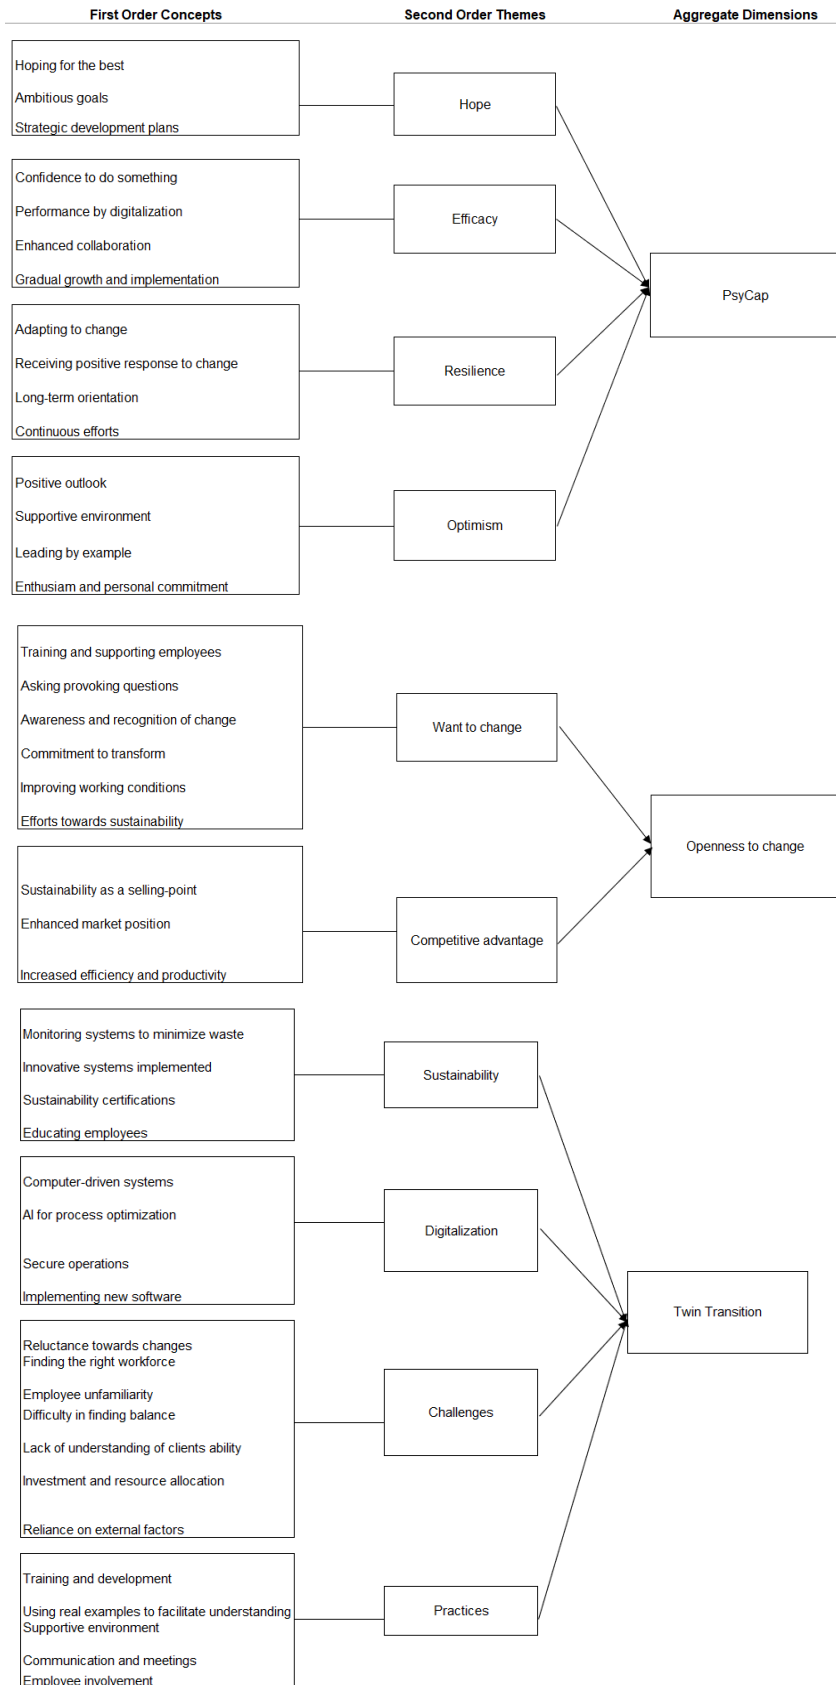 First Order Concepts
Second Order Themes
Aggregate Dimensions
Hoping for the best
Ambitious goals
Strategic development plans
Hope
Confidence to do something
Performance by digitalization
Enhanced collaboration
Gradual growth and implementation
Efficacy
PsyCap
Adapting to change
Receiving positive response to change
Long-term orientation
Continuous efforts
Resilience
Positive outlook
Supportive environment
Leading by example
Enthusiam and personal commitment
Optimism
Training and supporting employees
Asking provoking questions
Awareness and recognition of change
Commitment to transform
Improving working conditions
Efforts towards sustainability
Want to change
Openness to change
Sustainability as a selling-point
Enhanced market position
Increased efficiency and productivity
Competitive advantage
Monitoring systems to minimize waste
Innovative systems implemented
Sustainability certifications
Educating employees
Sustainability
Computer-driven systems
AI for process optimization
Secure operations
Implementing new software
Digitalization
Twin Transition
Reluctance towards changes
Finding the right workforce
Employee unfamiliarity
Difficulty in finding balance
Lack of understanding of clients ability
Investment and resource allocation
Reliance on external factors
Challenges
Training and development
Using real examples to facilitate understanding
Supportive environment
Communication and meetings
Employee involvement
Practices